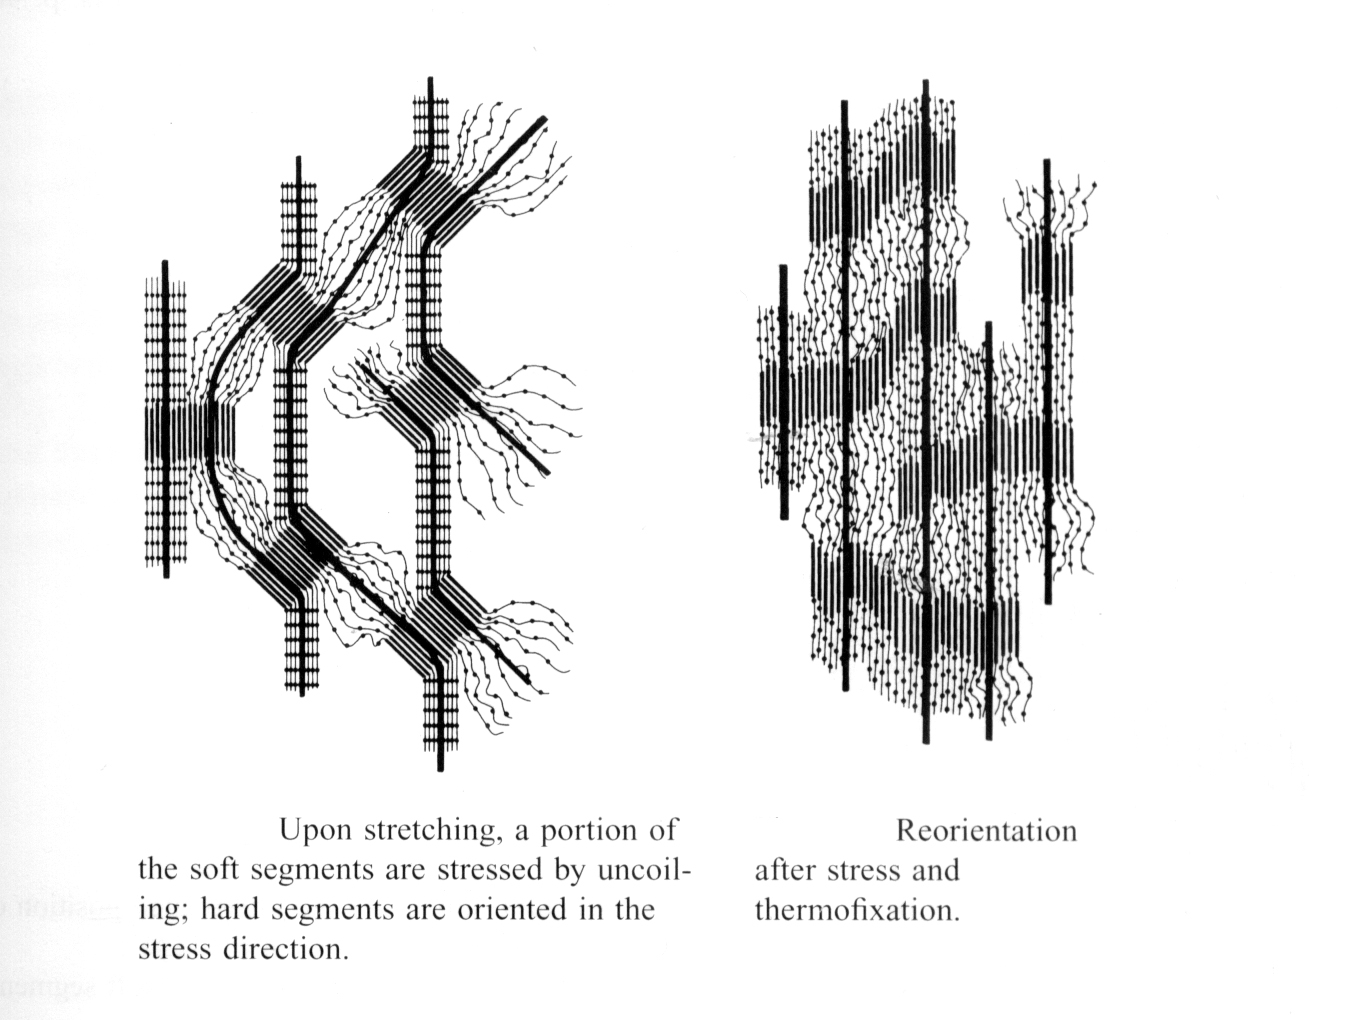 Upon stretching, a portion of
the soft segments are stressed by uncoil-
ing; hard segments are oriented in the
stress direction.
Reorientation
after stress and
thermofixation.